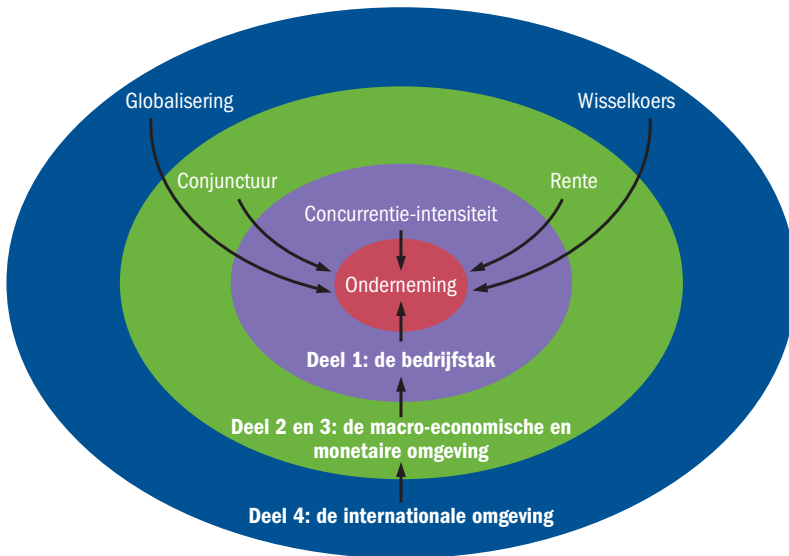 Globalisering
Wisselkoers
Conjunctuur
Rente
Concurrentie-intensiteit
Onderneming
Deel 1: de bedrijfstak
Deel 2 en 3: de macro-economische en
monetaire omgeving
Deel 4: de internationale omgeving